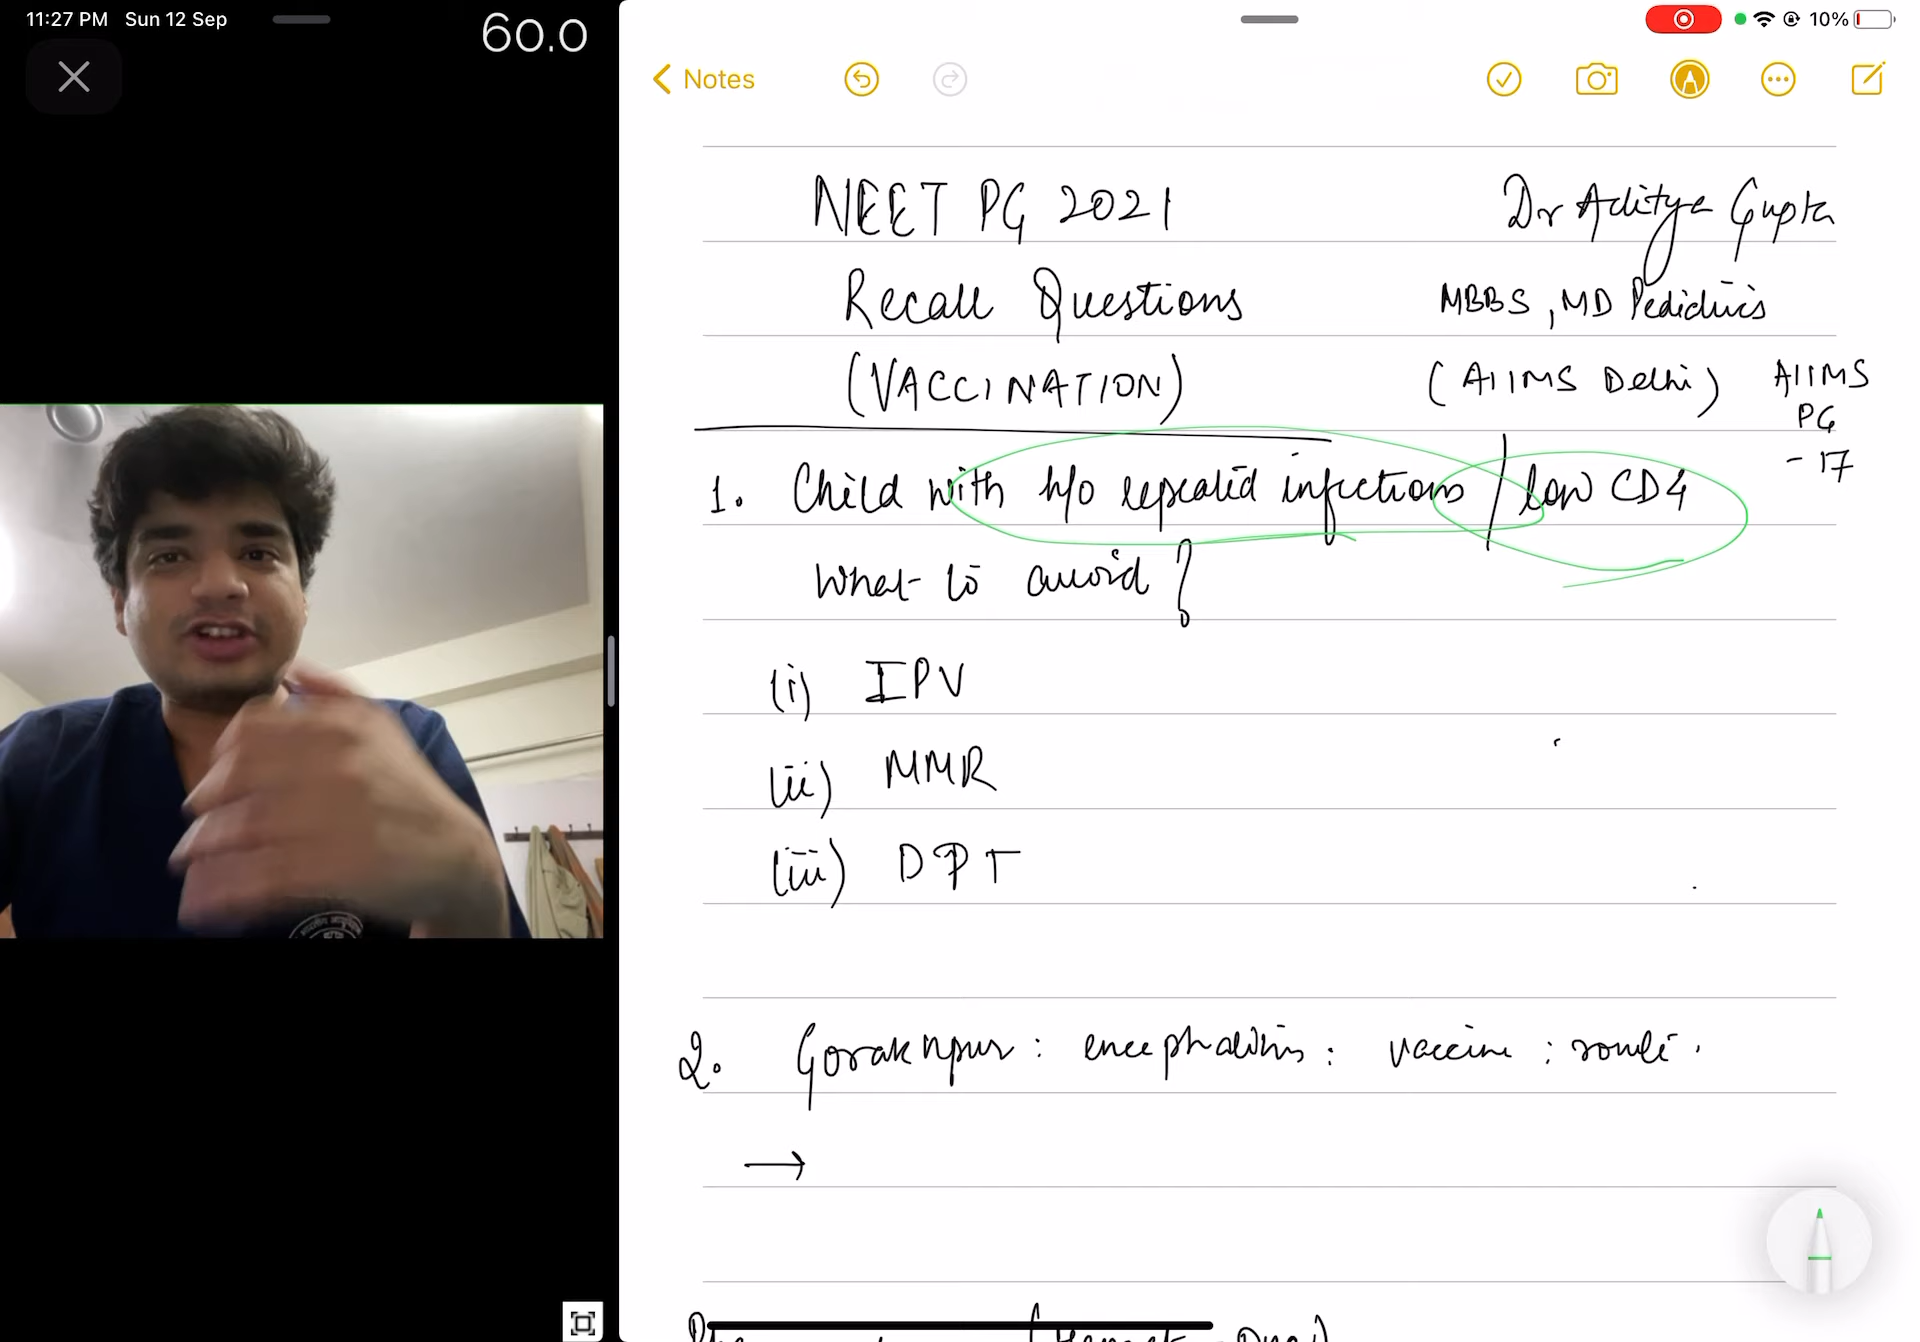 11:27 PM Sun 12 Sep
60.0
10%
Notes
NEET PG 2021
Dr Aditya Gupta
Recall Questions
MBBS, MD Pediatrics
(VACCINATION)
(AIIMS Delhi)
AIIMS
PG
- 17
1. Child with h/o repeated infections / low CD4
What to avoid?
(i) IPV
(ii) MMR
(iii) DPT
2. Gorakhpur : encephalitis : vaccine : route.
→